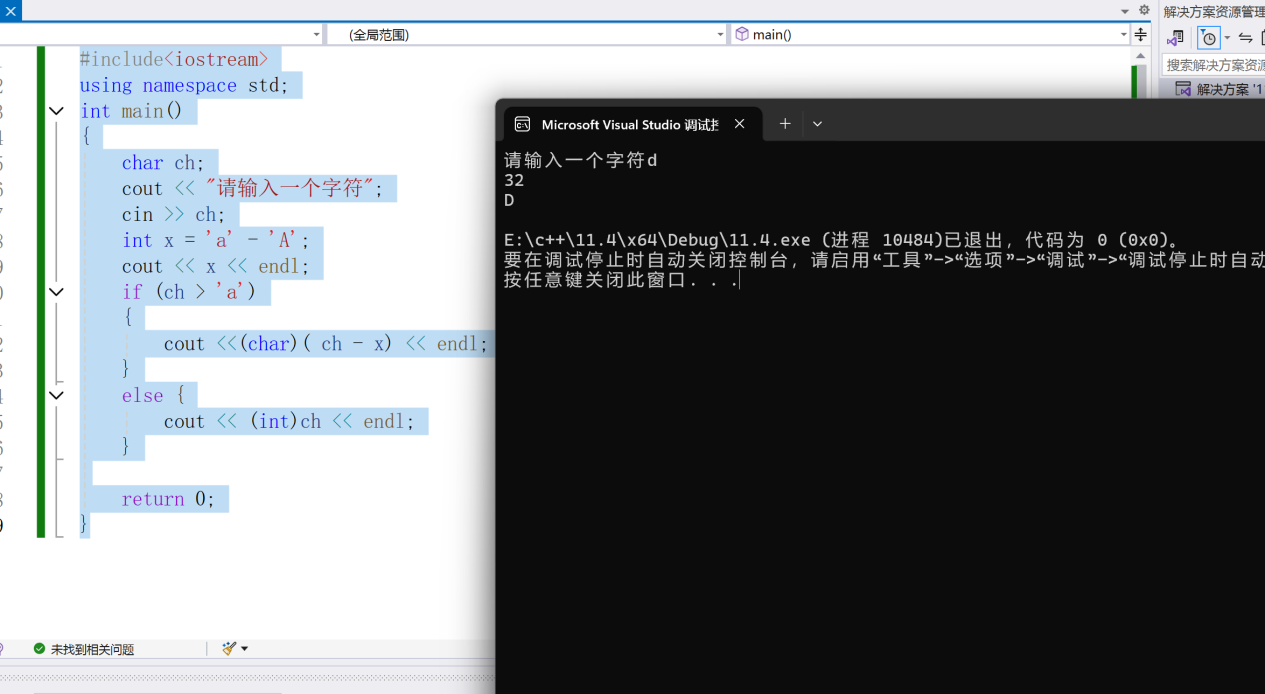 解决方案资源管理
(全局范围)
main()
搜索解决方案资源
解决方案 '1
#include<iostream>
using namespace std;
int main()
{
char ch;
cout << "请输入一个字符";
cin >> ch;
int x = 'a' - 'A';
cout << x << endl;
if (ch > 'a')
{
cout <<(char)( ch - x) << endl;
}
else {
cout << (int)ch << endl;
}
return 0;
}
未找到相关问题
Microsoft Visual Studio 调试
请输入一个字符d
32
D
E:\c++\11.4\x64\Debug\11.4.exe (进程 10484)已退出，代码为 0 (0x0)。
要在调试停止时自动关闭控制台，请启用“工具”->“选项”->“调试”->“调试停止时自动
按任意键关闭此窗口. . .